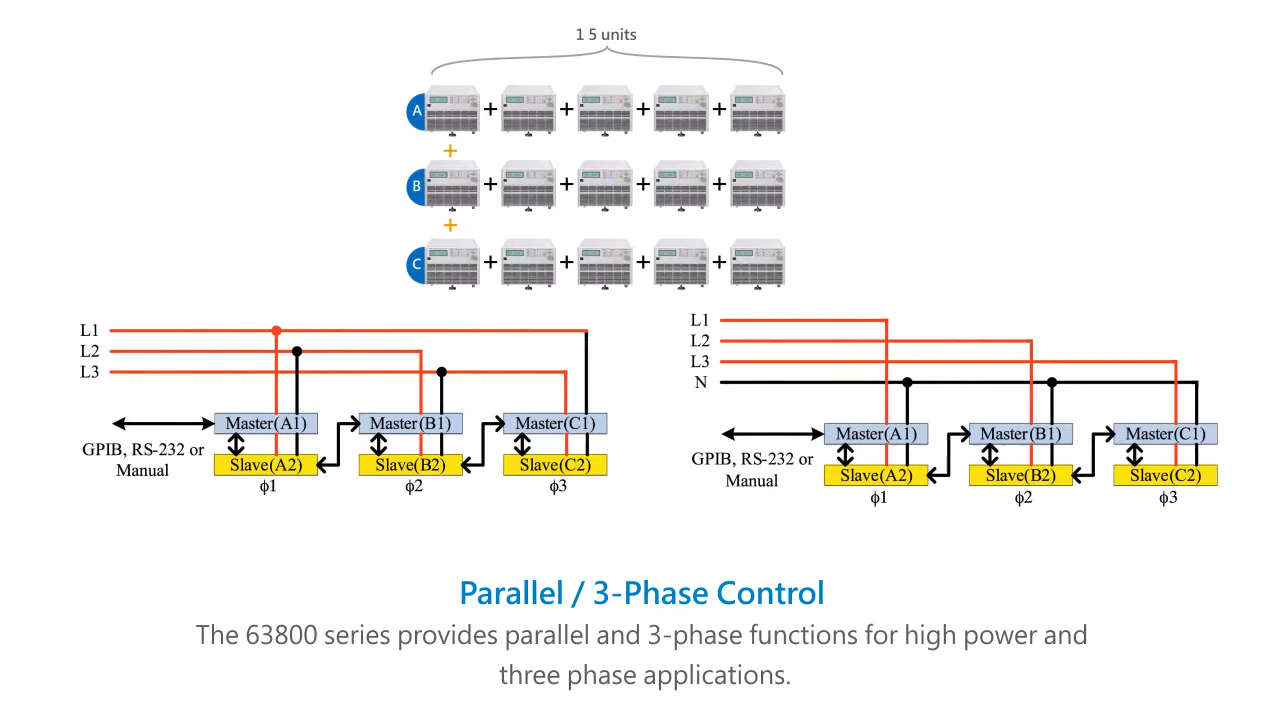 1 5 units
A
B
C
L1
L2
L3
Master(A1)
Master(B1)
Master(C1)
GPIB, RS-232 or
Manual
Slave(A2)
Slave(B2)
Slave(C2)
ϕ1
ϕ2
ϕ3
L1
L2
L3
N
Master(A1)
Master(B1)
Master(C1)
GPIB, RS-232 or
Manual
Slave(A2)
Slave(B2)
Slave(C2)
ϕ1
ϕ2
ϕ3
Parallel / 3-Phase Control
The 63800 series provides parallel and 3-phase functions for high power and
three phase applications.